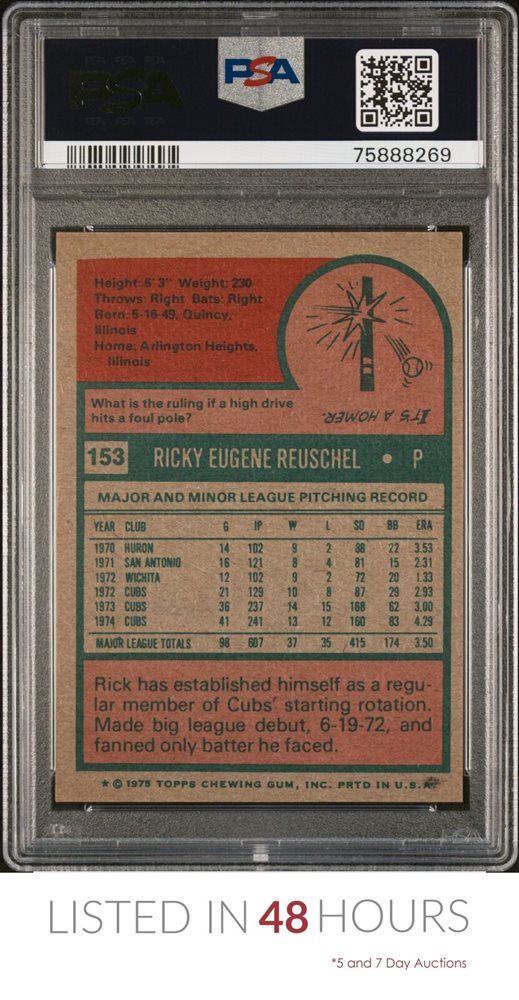 PSA
PSA
75888269
Height: 6' 3" Weight: 230
Throws: Right Bats: Right
Born: 5-16-49, Quincy,
Illinois
Home: Arlington Heights,
Illinois
What is the ruling if a high drive
hits a foul pole?
IT'S A HOMER.
153 RICKY EUGENE REUSCHEL • P
MAJOR AND MINOR LEAGUE PITCHING RECORD
YEAR CLUB G IP W L SO BB ERA
1970 HURON 14 102 9 2 88 22 3.53
1971 SAN ANTONIO 16 121 8 4 81 15 2.31
1972 WICHITA 12 102 9 2 72 20 1.33
1972 CUBS 21 129 10 8 87 29 2.93
1973 CUBS 36 237 14 15 168 62 3.00
1974 CUBS 41 241 13 12 160 83 4.29
MAJOR LEAGUE TOTALS 98 607 37 35 415 174 3.50
Rick has established himself as a regu-
lar member of Cubs' starting rotation.
Made big league debut, 6-19-72, and
fanned only batter he faced.
* © 1975 TOPPS CHEWING GUM, INC. PRTD IN U.S.A.
LISTED IN 48 HOURS
*5 and 7 Day Auctions